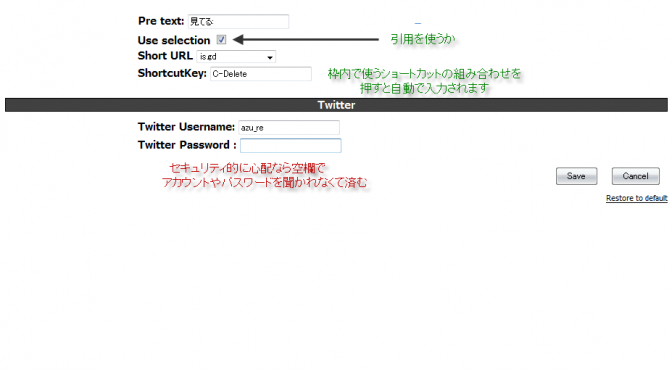 Pre text: 見てる:
Use selection 引用を使うか
Short URL is.gd
ShortcutKey: C-Delete 枠内で使うショートカットの組み合わせを
押すと自動で入力されます
Twitter
Twitter Username: azu_re
Twitter Password :
セキュリティ的に心配なら空欄で
アカウントやパスワードを聞かれなくて済む
Save Cancel
Restore to default